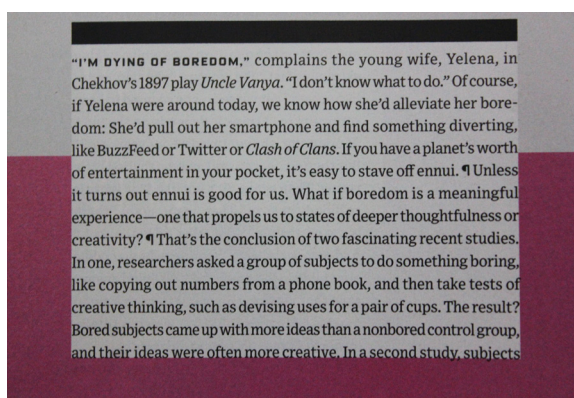 “I’M DYING OF BOREDOM,” complains the young wife, Yelena, in
Chekhov’s 1897 play Uncle Vanya. “I don’t know what to do.” Of course,
if Yelena were around today, we know how she’d alleviate her bore-
dom: She’d pull out her smartphone and find something diverting,
like BuzzFeed or Twitter or Clash of Clans. If you have a planet’s worth
of entertainment in your pocket, it’s easy to stave off ennui. ¶ Unless
it turns out ennui is good for us. What if boredom is a meaningful
experience—one that propels us to states of deeper thoughtfulness or
creativity? ¶ That’s the conclusion of two fascinating recent studies.
In one, researchers asked a group of subjects to do something boring,
like copying out numbers from a phone book, and then take tests of
creative thinking, such as devising uses for a pair of cups. The result?
Bored subjects came up with more ideas than a nonbored control group,
and their ideas were often more creative. In a second study, subjects